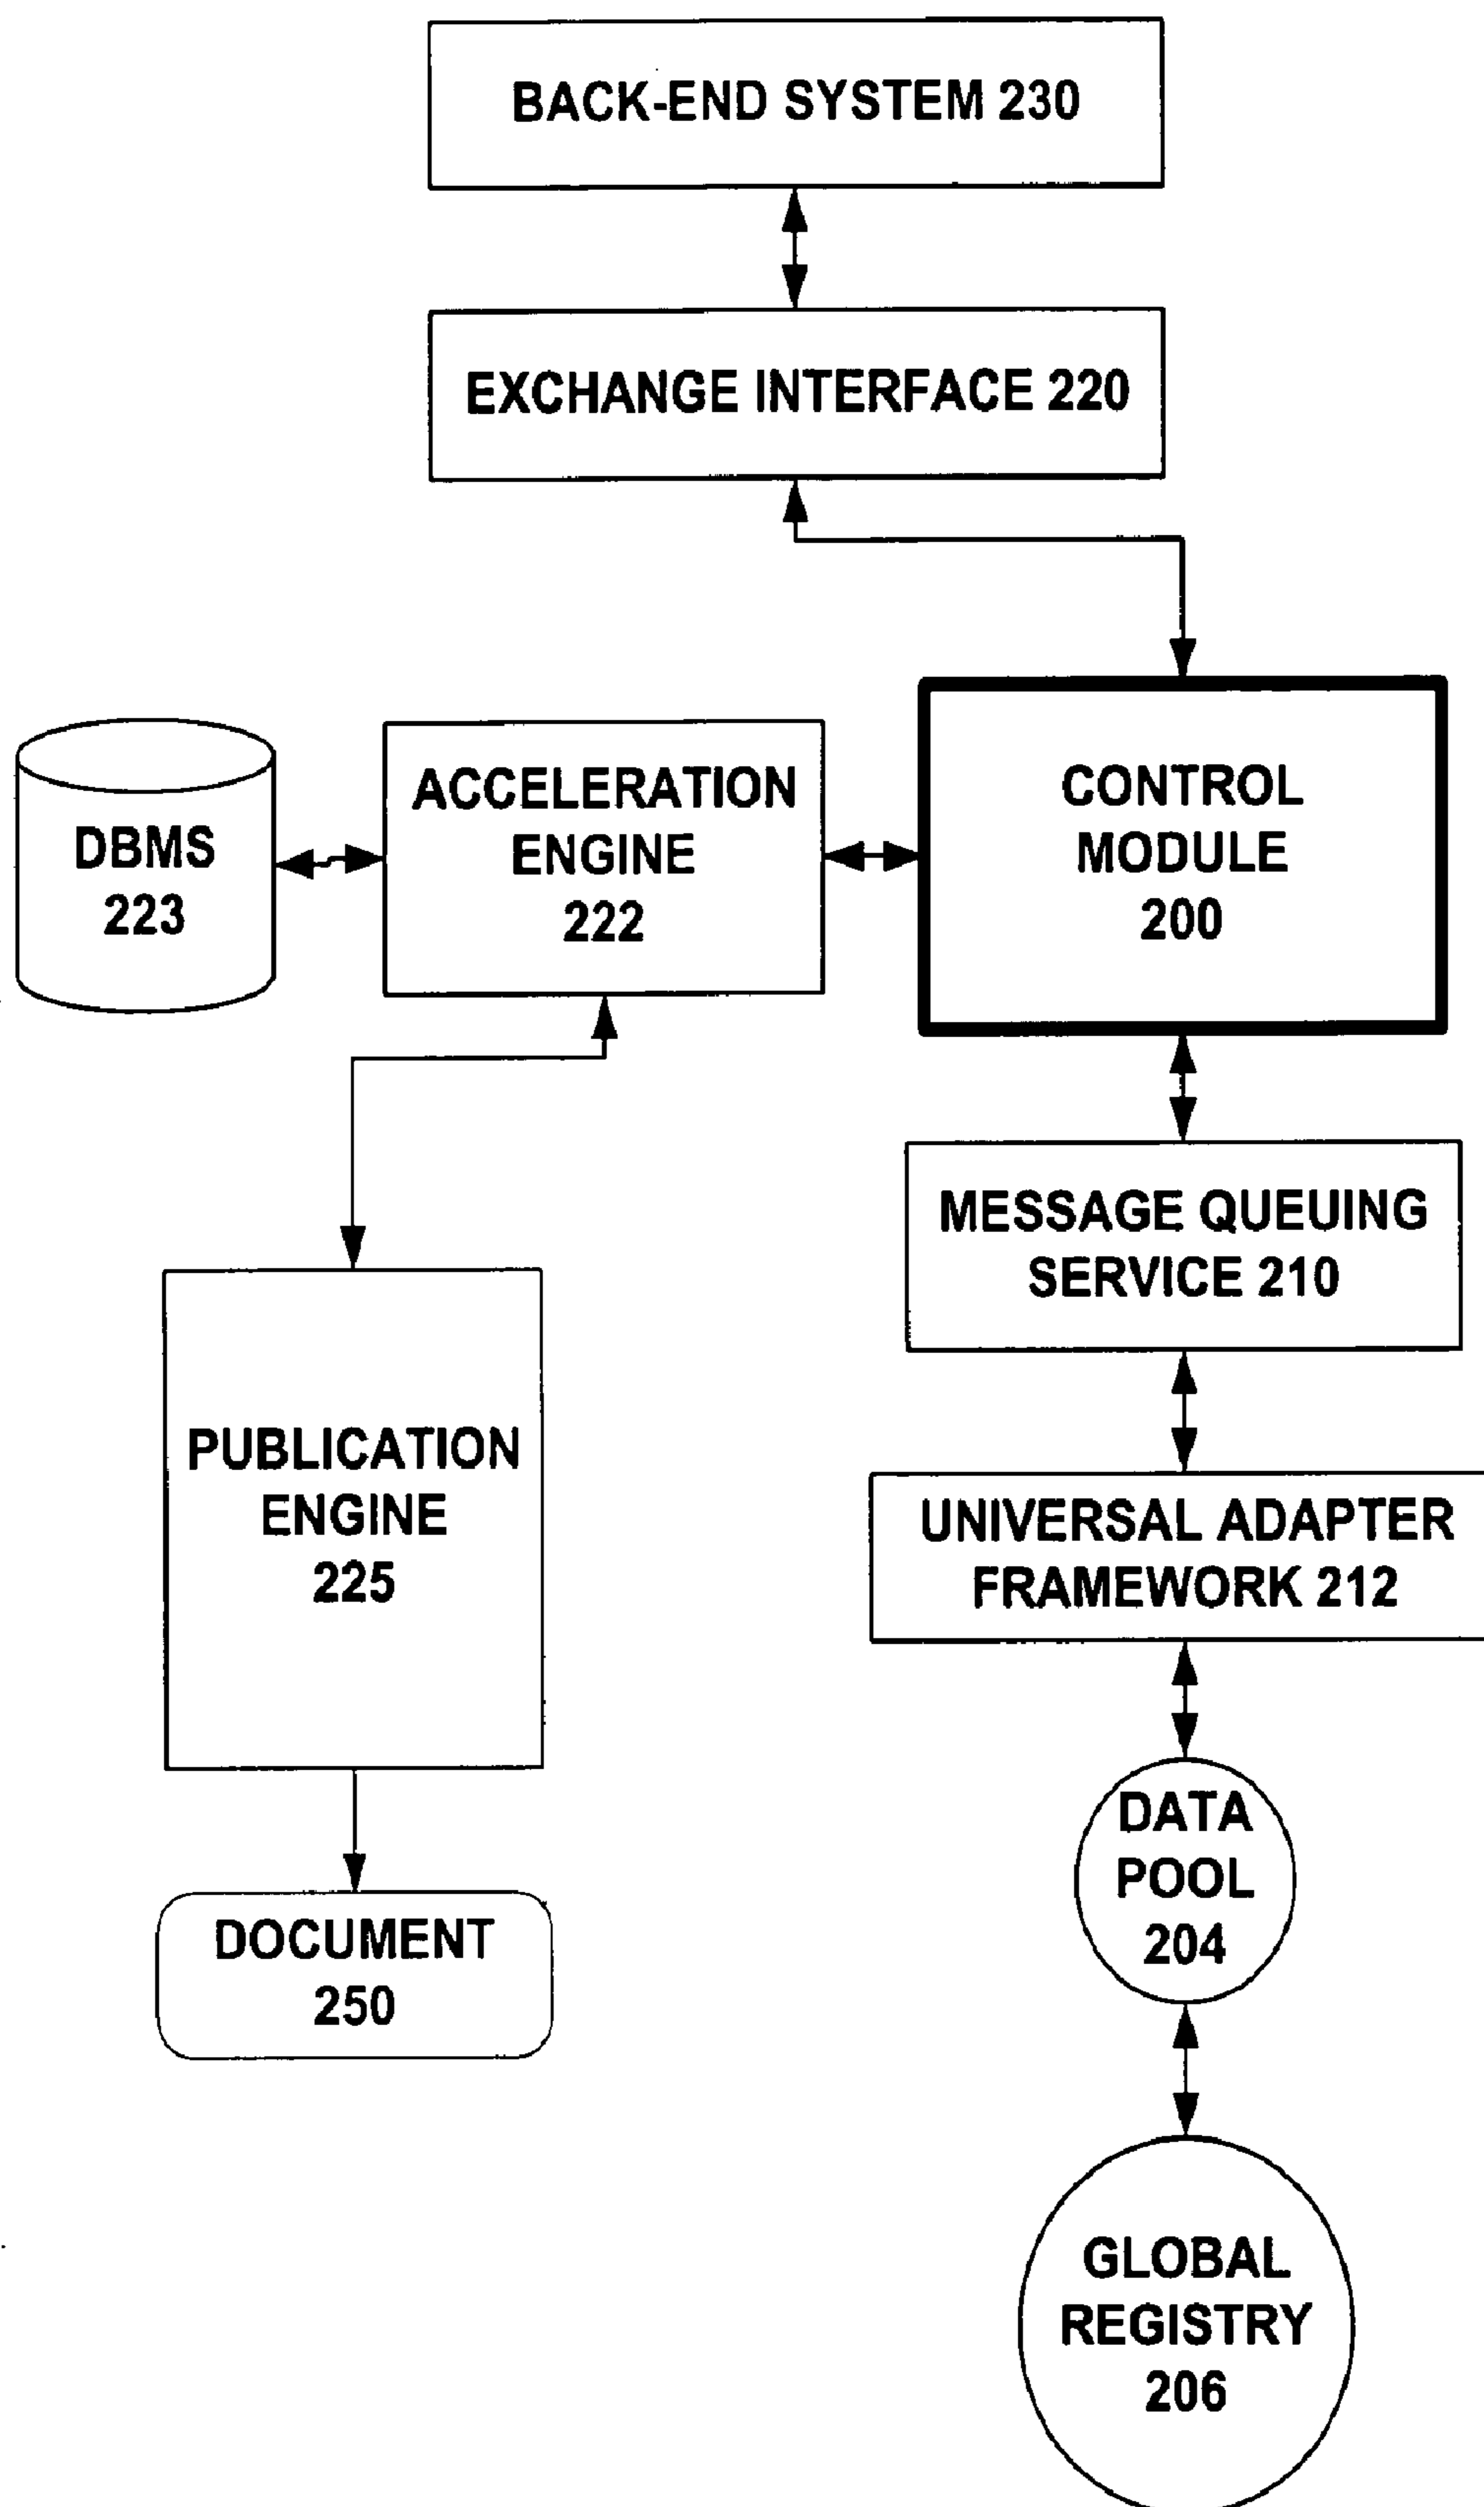 BACK-END SYSTEM 230
EXCHANGE INTERFACE 220
DBMS
223
ACCELERATION
ENGINE
222
CONTROL
MODULE
200
MESSAGE QUEUING
SERVICE 210
PUBLICATION
ENGINE
225
UNIVERSAL ADAPTER
FRAMEWORK 212
DOCUMENT
250
DATA
POOL
204
GLOBAL
REGISTRY
206